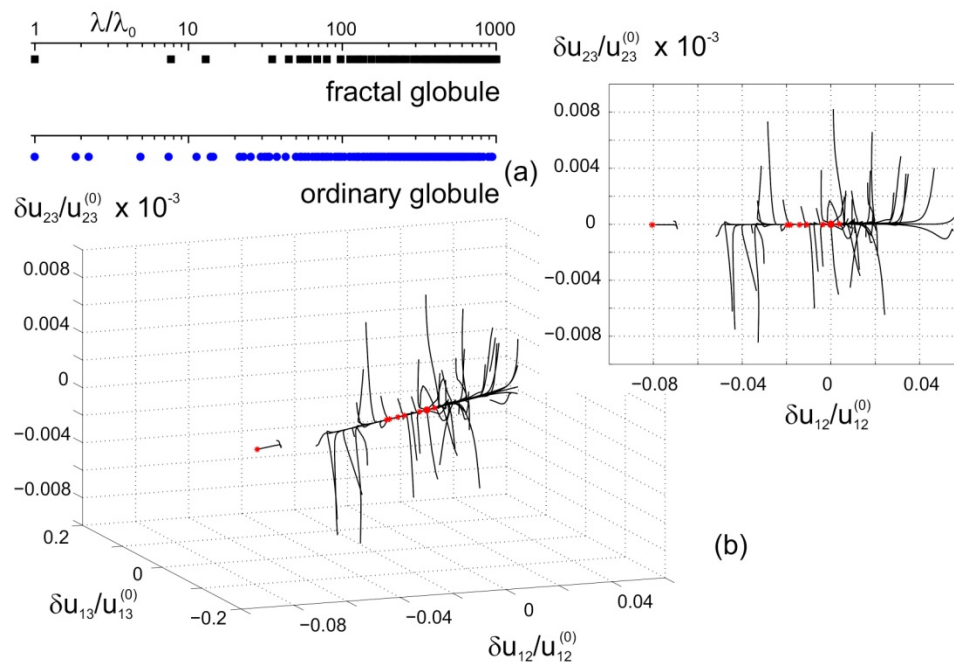 λ/λ₀
1 10 100 1000
fractal globule
ordinary globule
(a)
δu₂₃/u₂₃⁽⁰⁾ x 10⁻³
0.008
0.004
0
−0.004
−0.008
−0.08 −0.04 0 0.04
δu₁₂/u₁₂⁽⁰⁾
δu₂₃/u₂₃⁽⁰⁾ x 10⁻³
0.008
0.004
0
−0.004
−0.008
0.2
0
−0.2
δu₁₃/u₁₃⁽⁰⁾
−0.08 −0.04 0 0.04
δu₁₂/u₁₂⁽⁰⁾
(b)